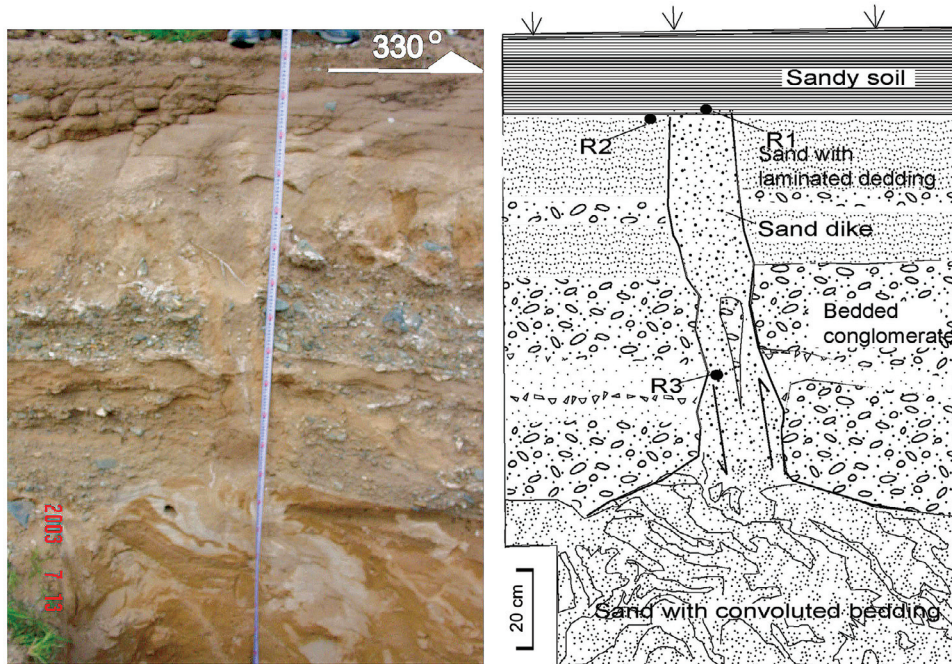 330°
2003 7 13
Sandy soil
R2
R1
Sand with
laminated dedding
Sand dike
Bedded
conglomerate
R3
20 cm
Sand with convoluted bedding